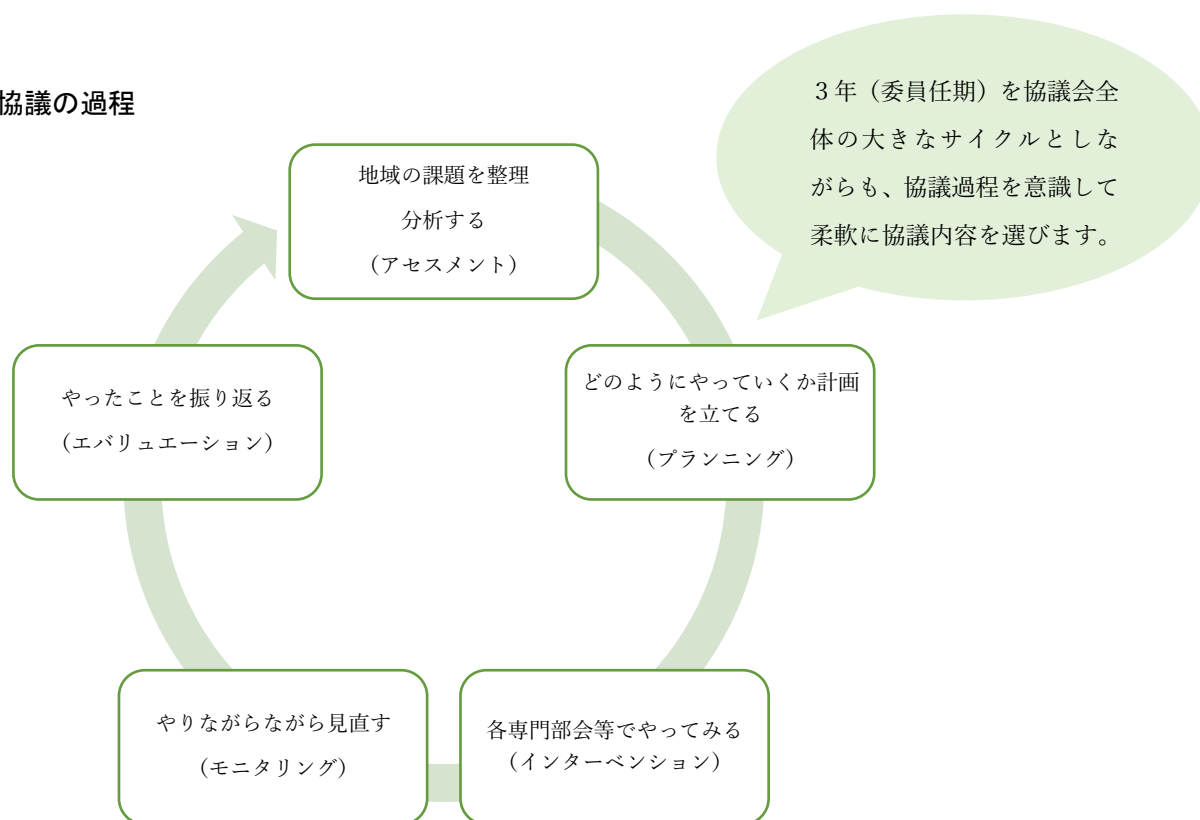 協議の過程
3年（委員任期）を協議会全
体の大きなサイクルとしな
がらも、協議過程を意識して
柔軟に協議内容を選びます。
地域の課題を整理
分析する
（アセスメント）
どのようにやっていくか計画
を立てる
（プランニング）
各専門部会等でやってみる
（インターベンション）
やりながらながら見直す
（モニタリング）
やったことを振り返る
（エバリュエーション）